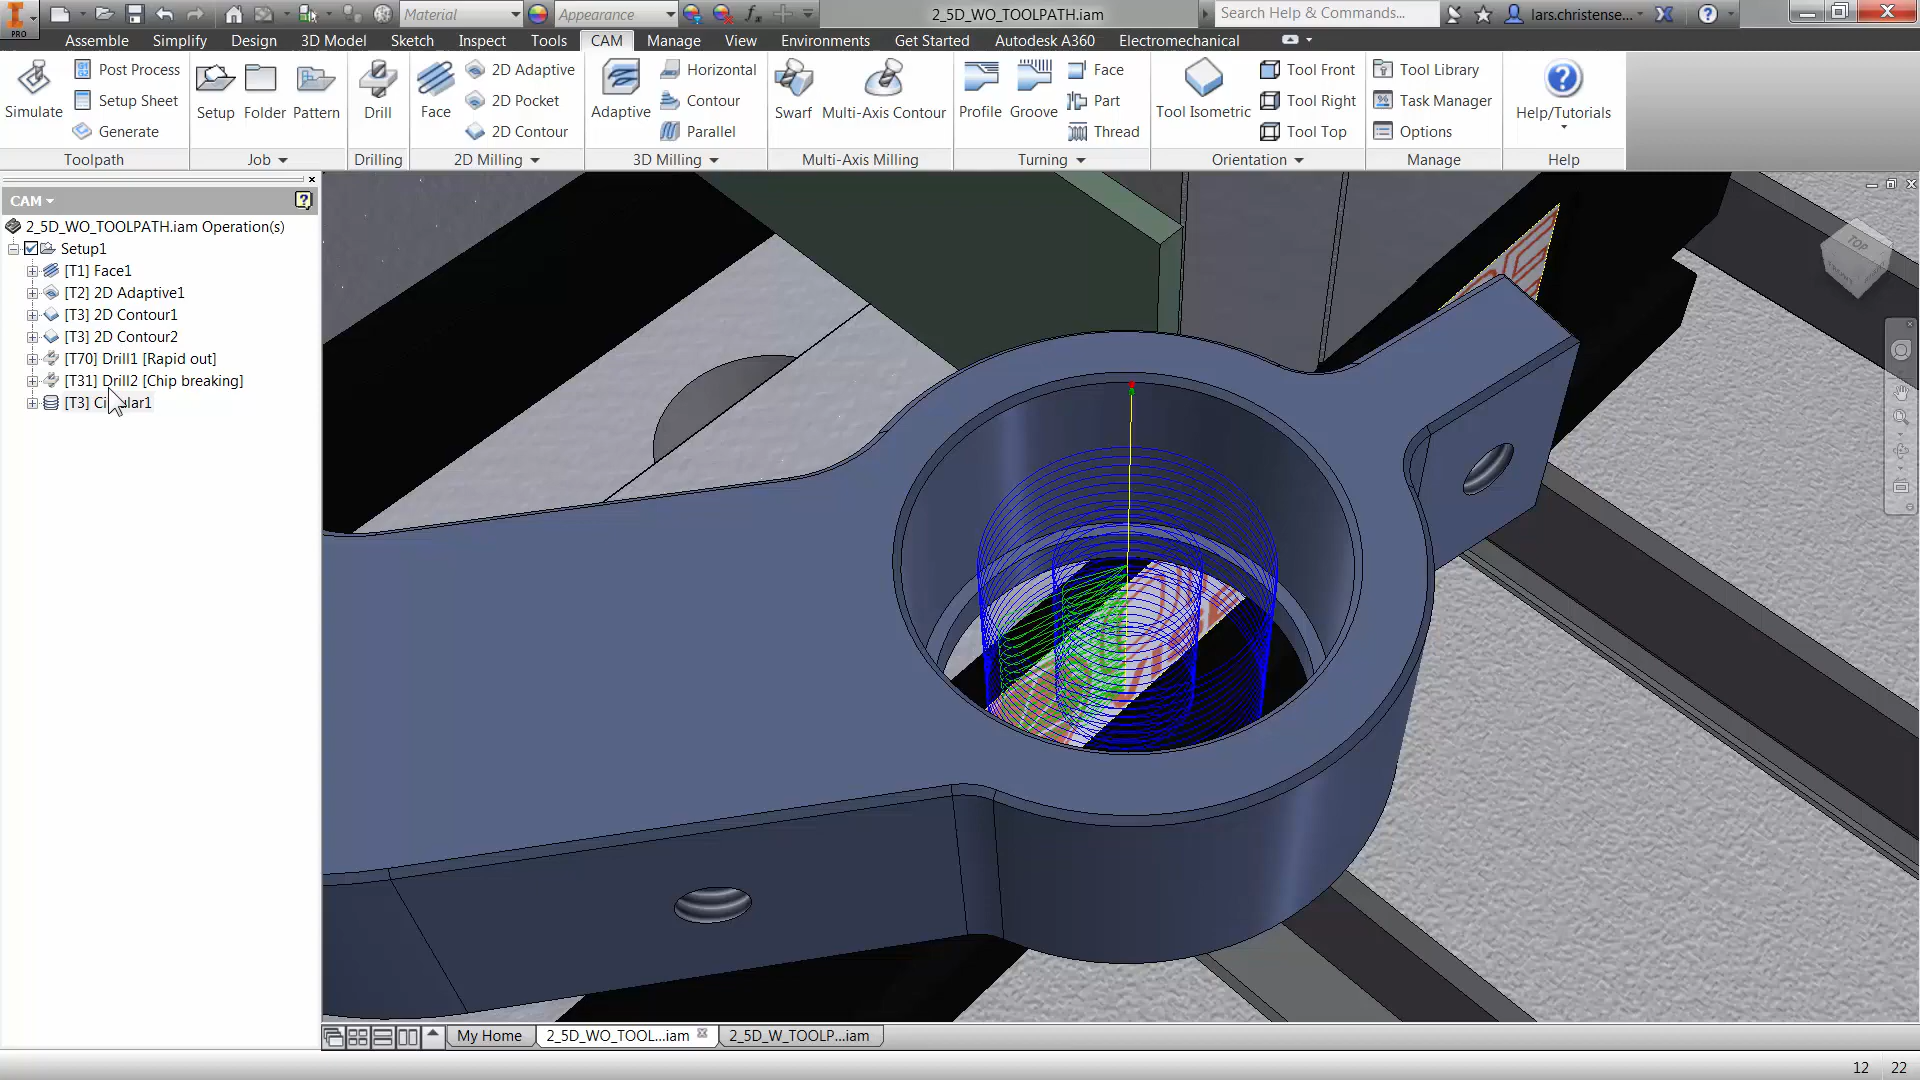 PRO
Material
Appearance
2_5D_WO_TOOLPATH.iam
Search Help & Commands...
lars.christense...
Assemble
Simplify
Design
3D Model
Sketch
Inspect
Tools
CAM
Manage
View
Environments
Get Started
Autodesk A360
Electromechanical
Simulate
Post Process
Setup Sheet
Generate
Toolpath
Setup
Folder
Pattern
Job
Drill
Drilling
Face
2D Adaptive
2D Pocket
2D Contour
2D Milling
Adaptive
Horizontal
Contour
Parallel
3D Milling
Swarf
Multi-Axis Contour
Multi-Axis Milling
Profile
Groove
Face
Part
Thread
Turning
Tool Isometric
Tool Front
Tool Right
Tool Top
Orientation
Tool Library
Task Manager
Options
Manage
Help/Tutorials
Help
CAM
2_5D_WO_TOOLPATH.iam Operation(s)
Setup1
[T1] Face1
[T2] 2D Adaptive1
[T3] 2D Contour1
[T3] 2D Contour2
[T70] Drill1 [Rapid out]
[T31] Drill2 [Chip breaking]
[T3] Circular1
TOP
My Home
2_5D_WO_TOOL...iam
2_5D_W_TOOLP...iam
12 22